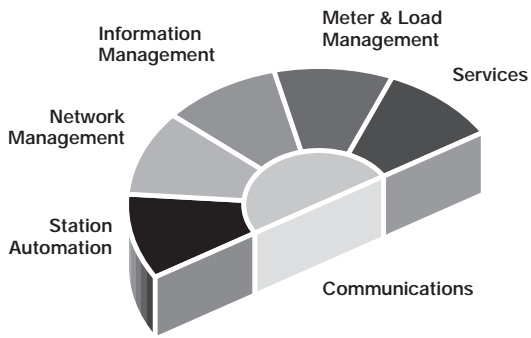 Information
Management
Meter & Load
Management
Services
Network
Management
Station
Automation
Communications